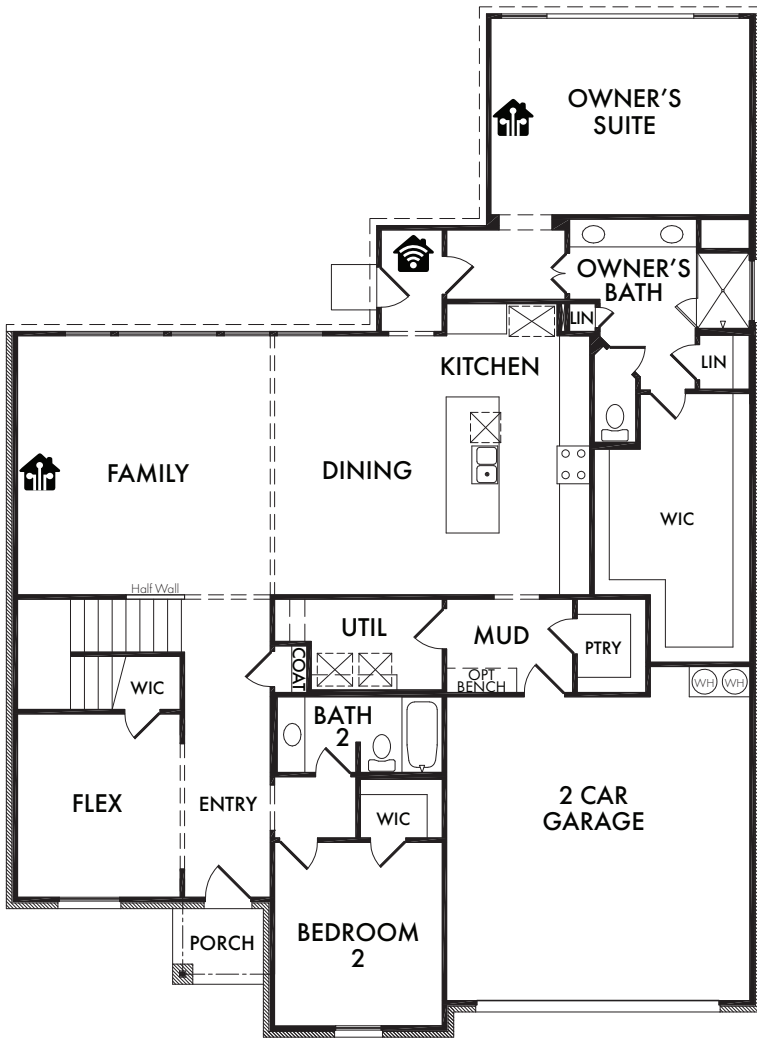 OWNER'S
SUITE
OWNER'S
BATH
LIN
LIN
KITCHEN
FAMILY
DINING
WIC
Half Wall
UTIL
MUD
PTRY
COAT
OPT
BENCH
WIC
WH
WH
BATH
2
FLEX
ENTRY
WIC
2 CAR
GARAGE
PORCH
BEDROOM
2